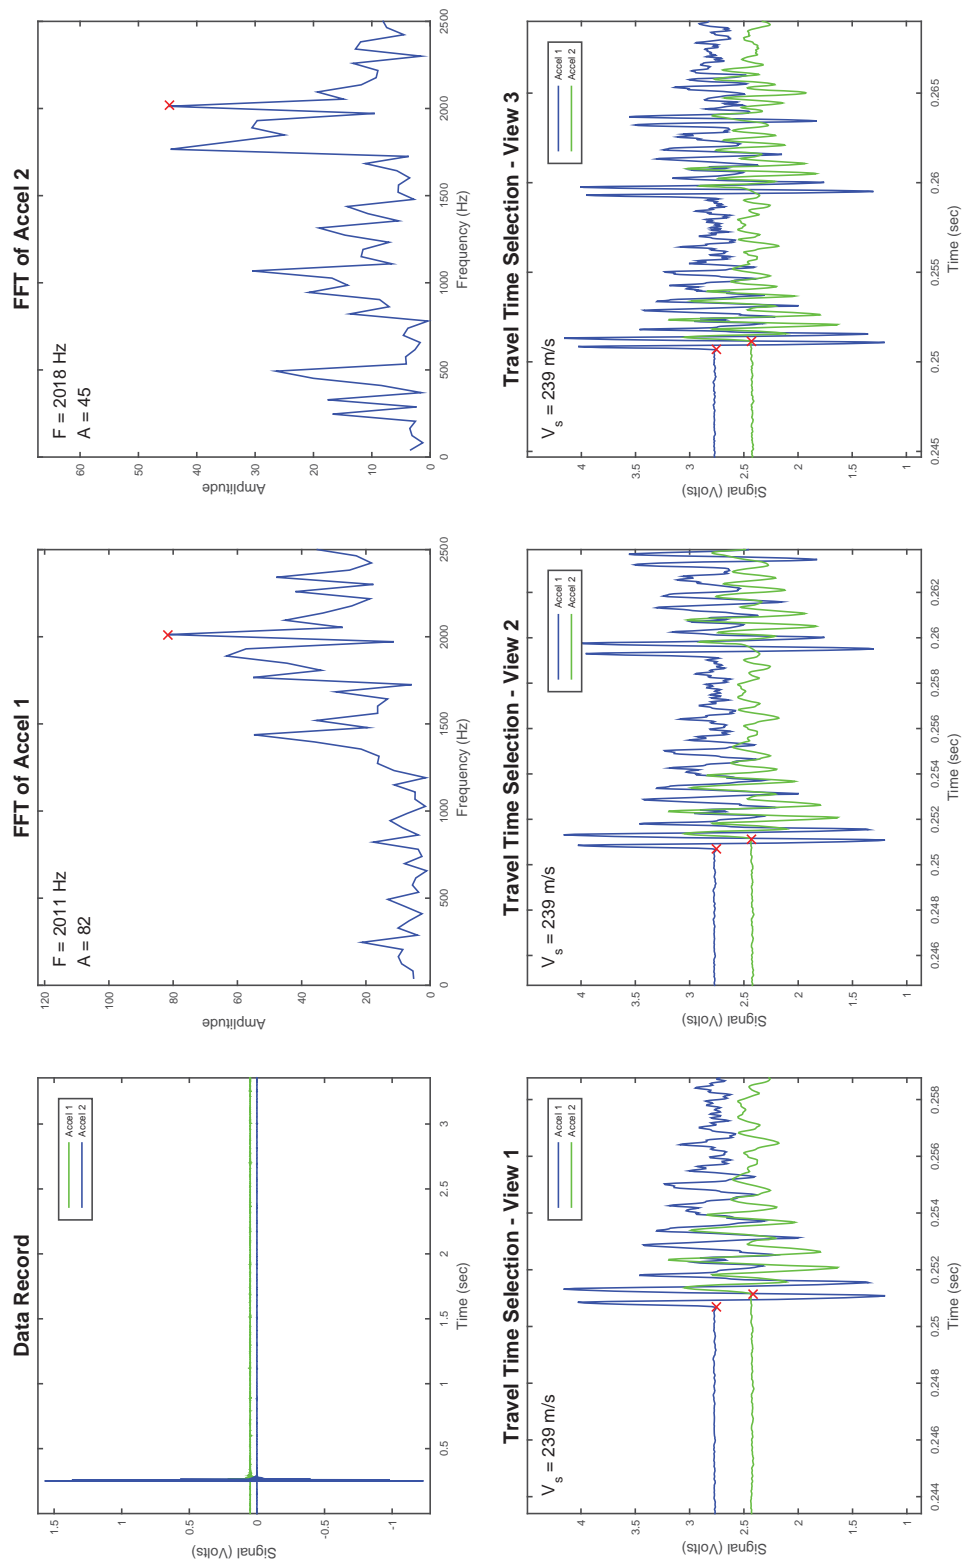 Data Record
Signal (Volts)
1.5
1
0.5
0
-0.5
-1
0.5
1
1.5
2
2.5
3
Time (sec)
Accel 1
Accel 2
FFT of Accel 1
F = 2011 Hz
A = 82
Amplitude
120
100
80
60
40
20
0
0
500
1000
1500
2000
2500
Frequency (Hz)
FFT of Accel 2
F = 2018 Hz
A = 45
Amplitude
60
50
40
30
20
10
0
0
500
1000
1500
2000
2500
Frequency (Hz)
Travel Time Selection - View 1
V s = 239 m/s
Signal (Volts)
4
3.5
3
2.5
2
1.5
1
0.244
0.246
0.248
0.25
0.252
0.254
0.256
0.258
Time (sec)
Accel 1
Accel 2
Travel Time Selection - View 2
V s = 239 m/s
Signal (Volts)
4
3.5
3
2.5
2
1.5
1
0.246
0.248
0.25
0.252
0.254
0.256
0.258
0.26
0.262
Time (sec)
Accel 1
Accel 2
Travel Time Selection - View 3
V s = 239 m/s
Signal (Volts)
4
3.5
3
2.5
2
1.5
1
0.245
0.25
0.255
0.26
0.265
Time (sec)
Accel 1
Accel 2